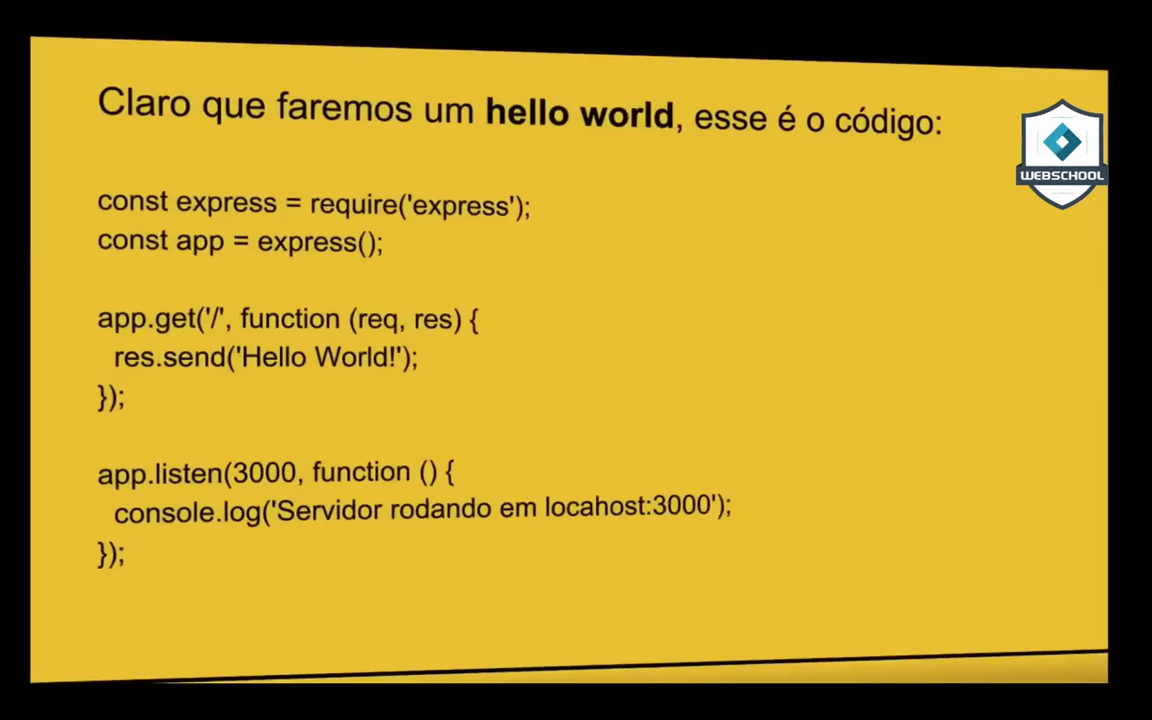 Claro que faremos um hello world, esse é o código:
WEBSCHOOL
const express = require('express');
const app = express();
app.get('/', function (req, res) {
res.send('Hello World!');
});
app.listen(3000, function () {
console.log('Servidor rodando em locahost:3000');
});